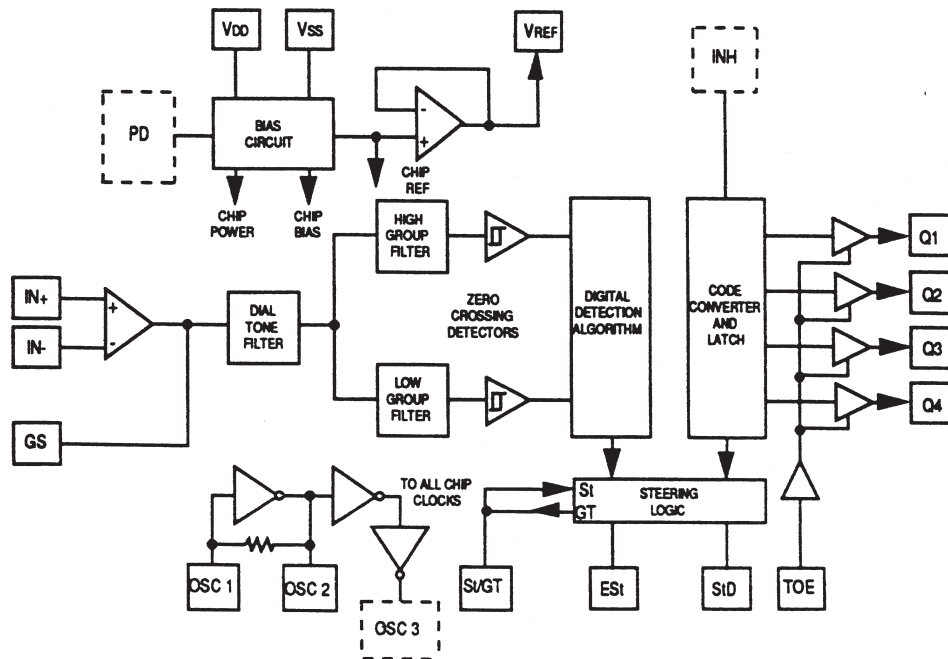 VDD
VSS
VREF
INH
PD
BIAS
CIRCUIT
-
+
CHIP
REF
CHIP
POWER
CHIP
BIAS
HIGH
GROUP
FILTER
IN+
IN-
+
-
DIAL
TONE
FILTER
ZERO
CROSSING
DETECTORS
DIGITAL
DETECTION
ALGORITHM
CODE
CONVERTER
AND
LATCH
Q1
Q2
Q3
Q4
LOW
GROUP
FILTER
GS
TO ALL CHIP
CLOCKS
St
GT
STEERING
LOGIC
OSC 1
OSC 2
OSC 3
St/GT
ESt
StD
TOE